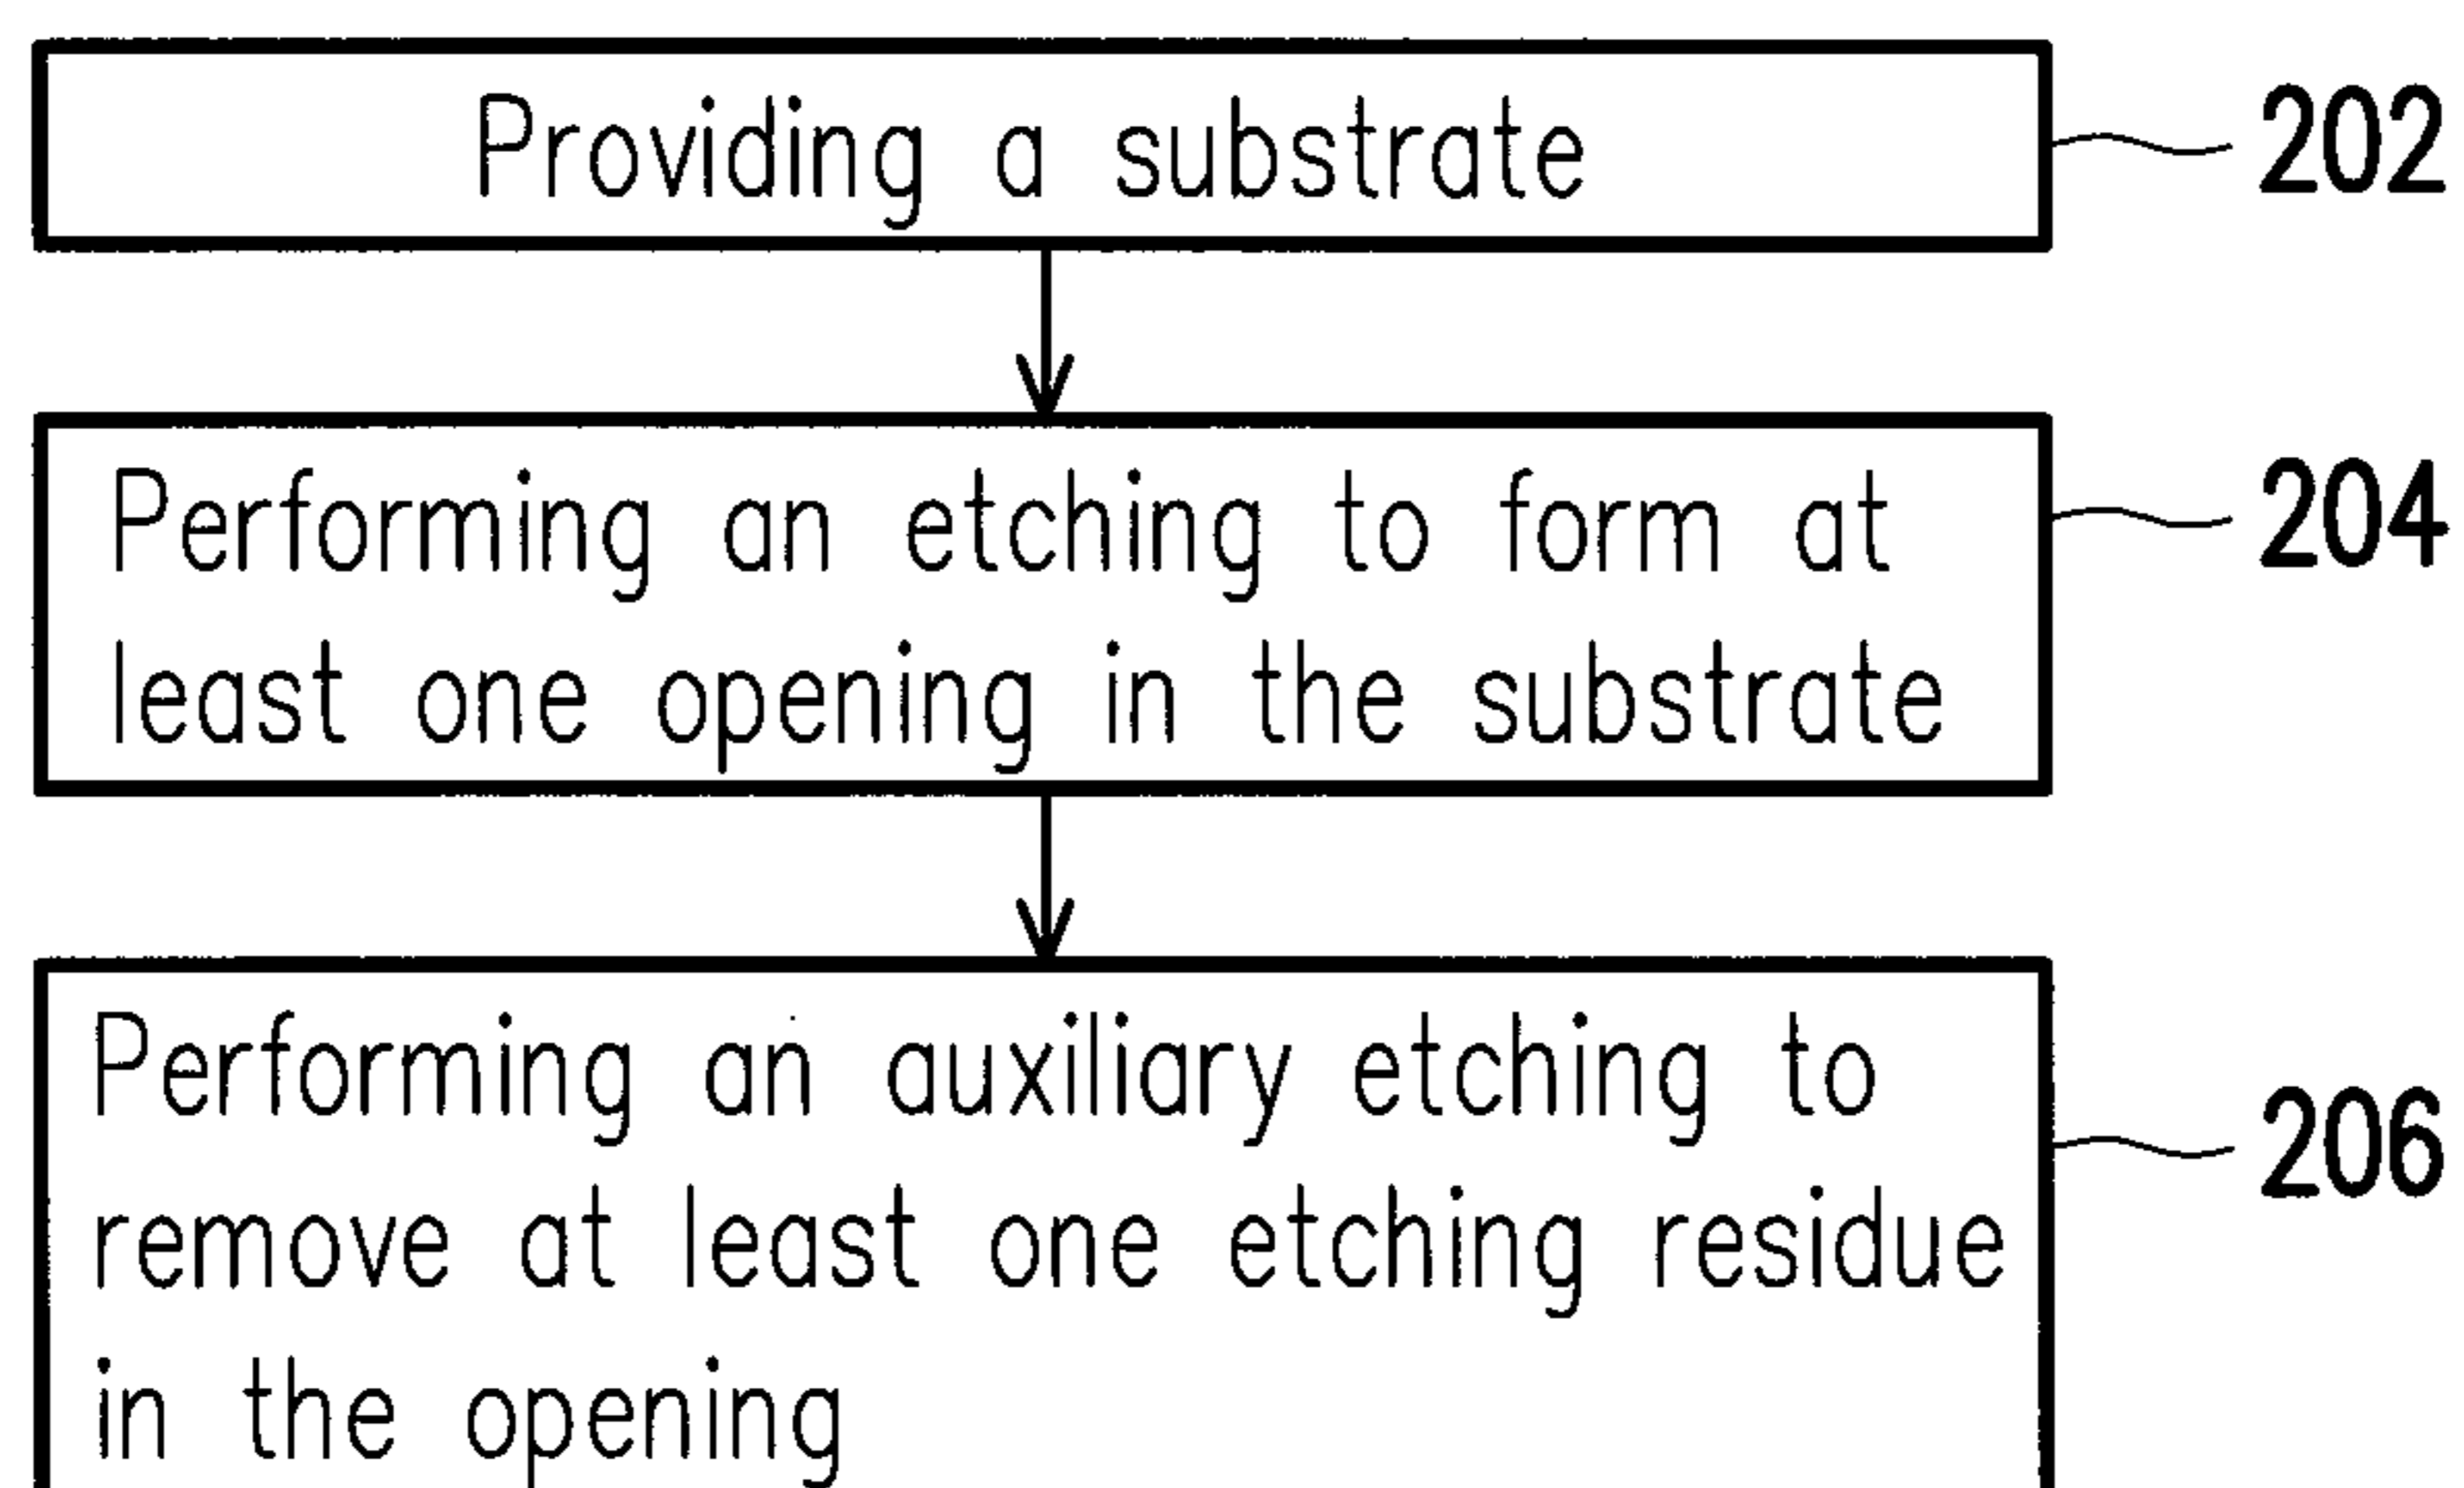 Providing a substrate
202
Performing an etching to form at
least one opening in the substrate
204
Performing an auxiliary etching to
remove at least one etching residue
in the opening
206